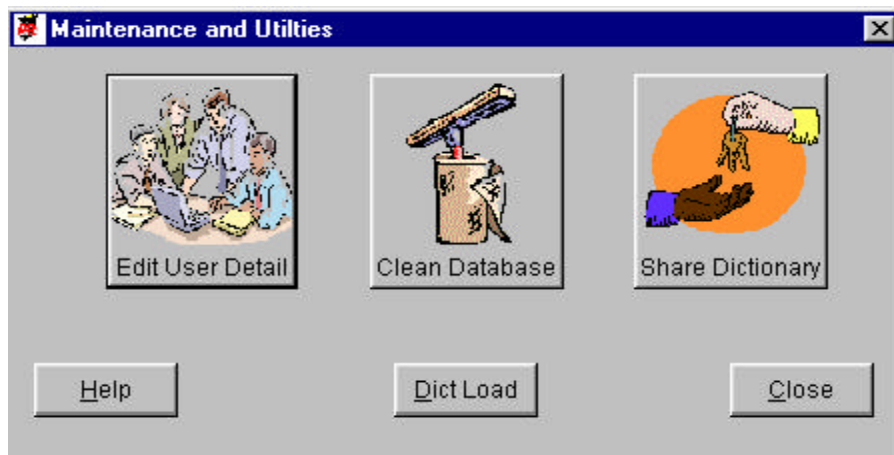 Maintenance and Utilties
Edit User Detail
Clean Database
Share Dictionary
Help
Dict Load
Close